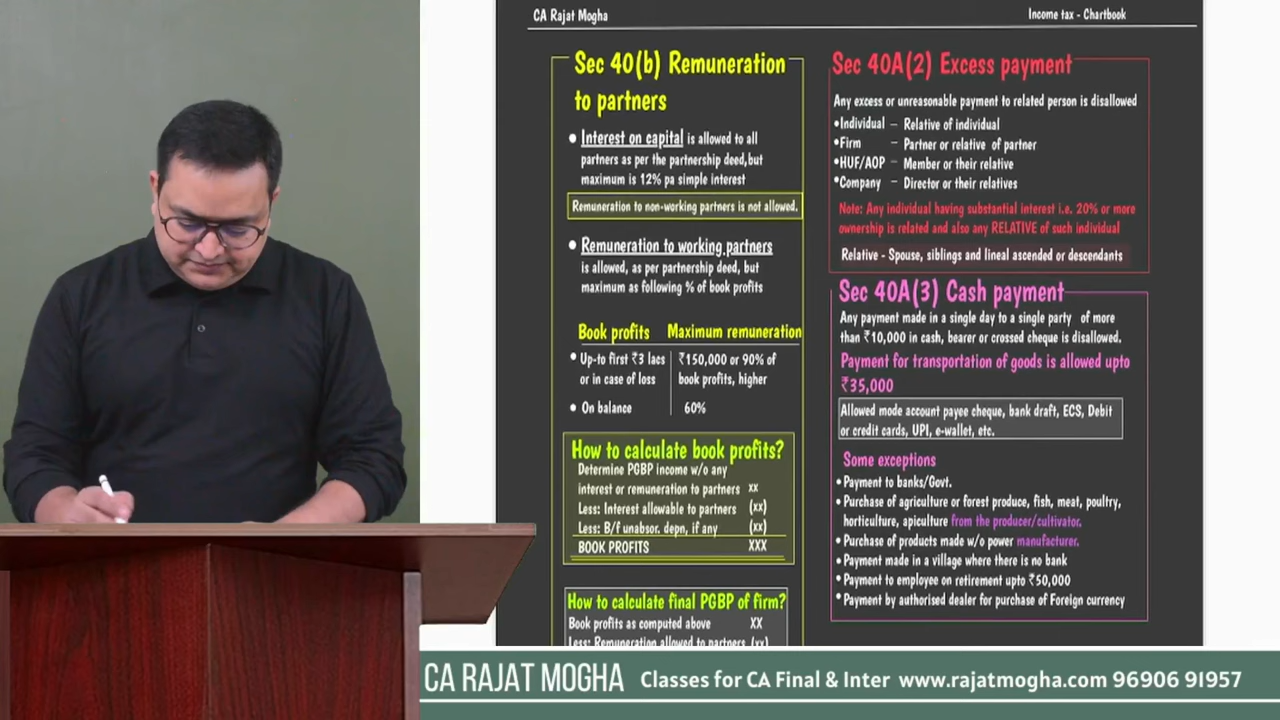 CA Rajat Mogha
Income tax - Chartbook
Sec 40(b) Remuneration
to partners
• Interest on capital is allowed to all
partners as per the partnership deed,but
maximum is 12% pa simple interest
Remuneration to non-working partners is not allowed.
• Remuneration to working partners
is allowed, as per partnership deed, but
maximum as following % of book profits
Book profits Maximum remuneration
• Up-to first ₹3 lacs ₹150,000 or 90% of
or in case of loss book profits, higher
• On balance 60%
How to calculate book profits?
Determine PGBP income w/o any
interest or remuneration to partners xx
Less: Interest allowable to partners (xx)
Less: B/f unabsor. depn, if any (xx)
BOOK PROFITS XXX
How to calculate final PGBP of firm?
Book profits as computed above XX
Less: Remuneration allowed to partners (xx)
Sec 40A(2) Excess payment
Any excess or unreasonable payment to related person is disallowed
•Individual – Relative of individual
•Firm – Partner or relative of partner
•HUF/AOP – Member or their relative
•Company – Director or their relatives
Note: Any individual having substantial interest i.e. 20% or more
ownership is related and also any RELATIVE of such individual
Relative - Spouse, siblings and lineal ascended or descendants
Sec 40A(3) Cash payment
Any payment made in a single day to a single party of more
than ₹10,000 in cash, bearer or crossed cheque is disallowed.
Payment for transportation of goods is allowed upto
₹35,000
Allowed mode account payee cheque, bank draft, ECS, Debit
or credit cards, UPI, e-wallet, etc.
Some exceptions
• Payment to banks/Govt.
• Purchase of agriculture or forest produce, fish, meat, poultry,
horticulture, apiculture from the producer/cultivator.
• Purchase of products made w/o power manufacturer.
• Payment made in a village where there is no bank
• Payment to employee on retirement upto ₹50,000
• Payment by authorised dealer for purchase of Foreign currency
CA RAJAT MOGHA Classes for CA Final & Inter www.rajatmogha.com 96906 91957